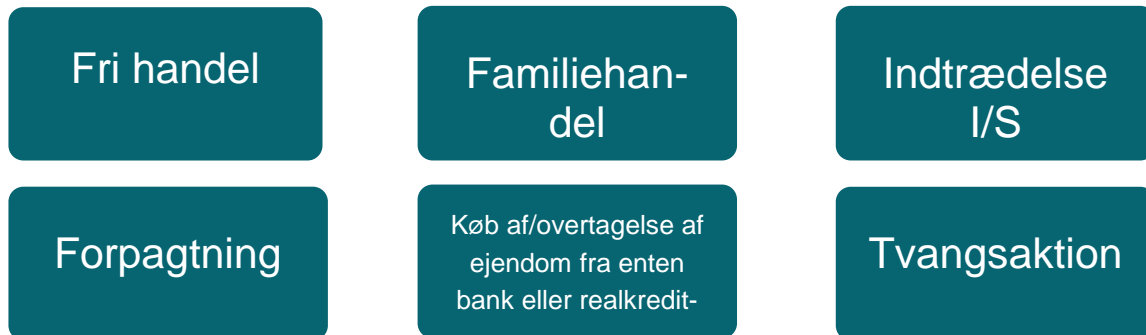 Fri handel
Familiehan-
del
Indtrædelse
I/S
Forpagtning
Køb af/overtagelse af
ejendom fra enten
bank eller realkredit-
Tvangsaktion